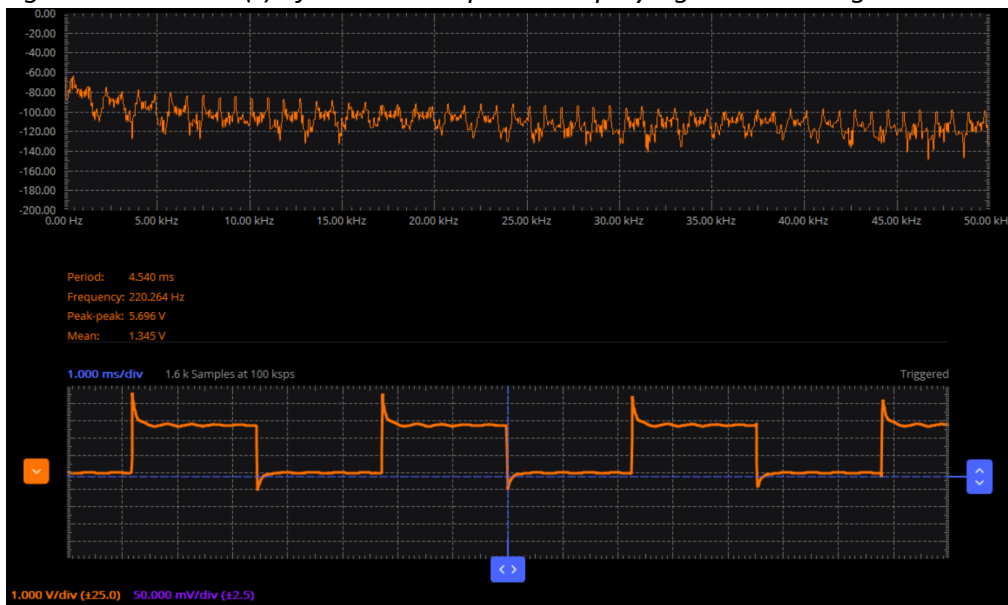 0.00
-20.00
-40.00
-60.00
-80.00
-100.00
-120.00
-140.00
-160.00
-180.00
-200.00
0.00 Hz 5.00 kHz 10.00 kHz 15.00 kHz 20.00 kHz 25.00 kHz 30.00 kHz 35.00 kHz 40.00 kHz 45.00 kHz 50.00 kH
Period: 4.540 ms
Frequency: 220.264 Hz
Peak-peak: 5.696 V
Mean: 1.345 V
1.000 ms/div 1.6 k Samples at 100 ksps Triggered
1.000 V/div (±25.0) 50.000 mV/div (±2.5)